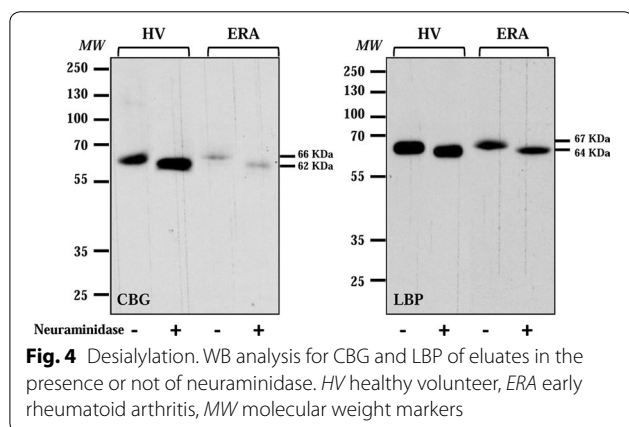 HV ERA
MW
250
130
100
70
55
35
25
66 KDa
62 KDa
CBG
Neuraminidase - + - +
HV ERA
MW
250
130
100
70
55
35
25
67 KDa
64 KDa
LBP
- + - +
Fig. 4 Desialylation. WB analysis for CBG and LBP of eluates in the
presence or not of neuraminidase. HV healthy volunteer, ERA early
rheumatoid arthritis, MW molecular weight markers